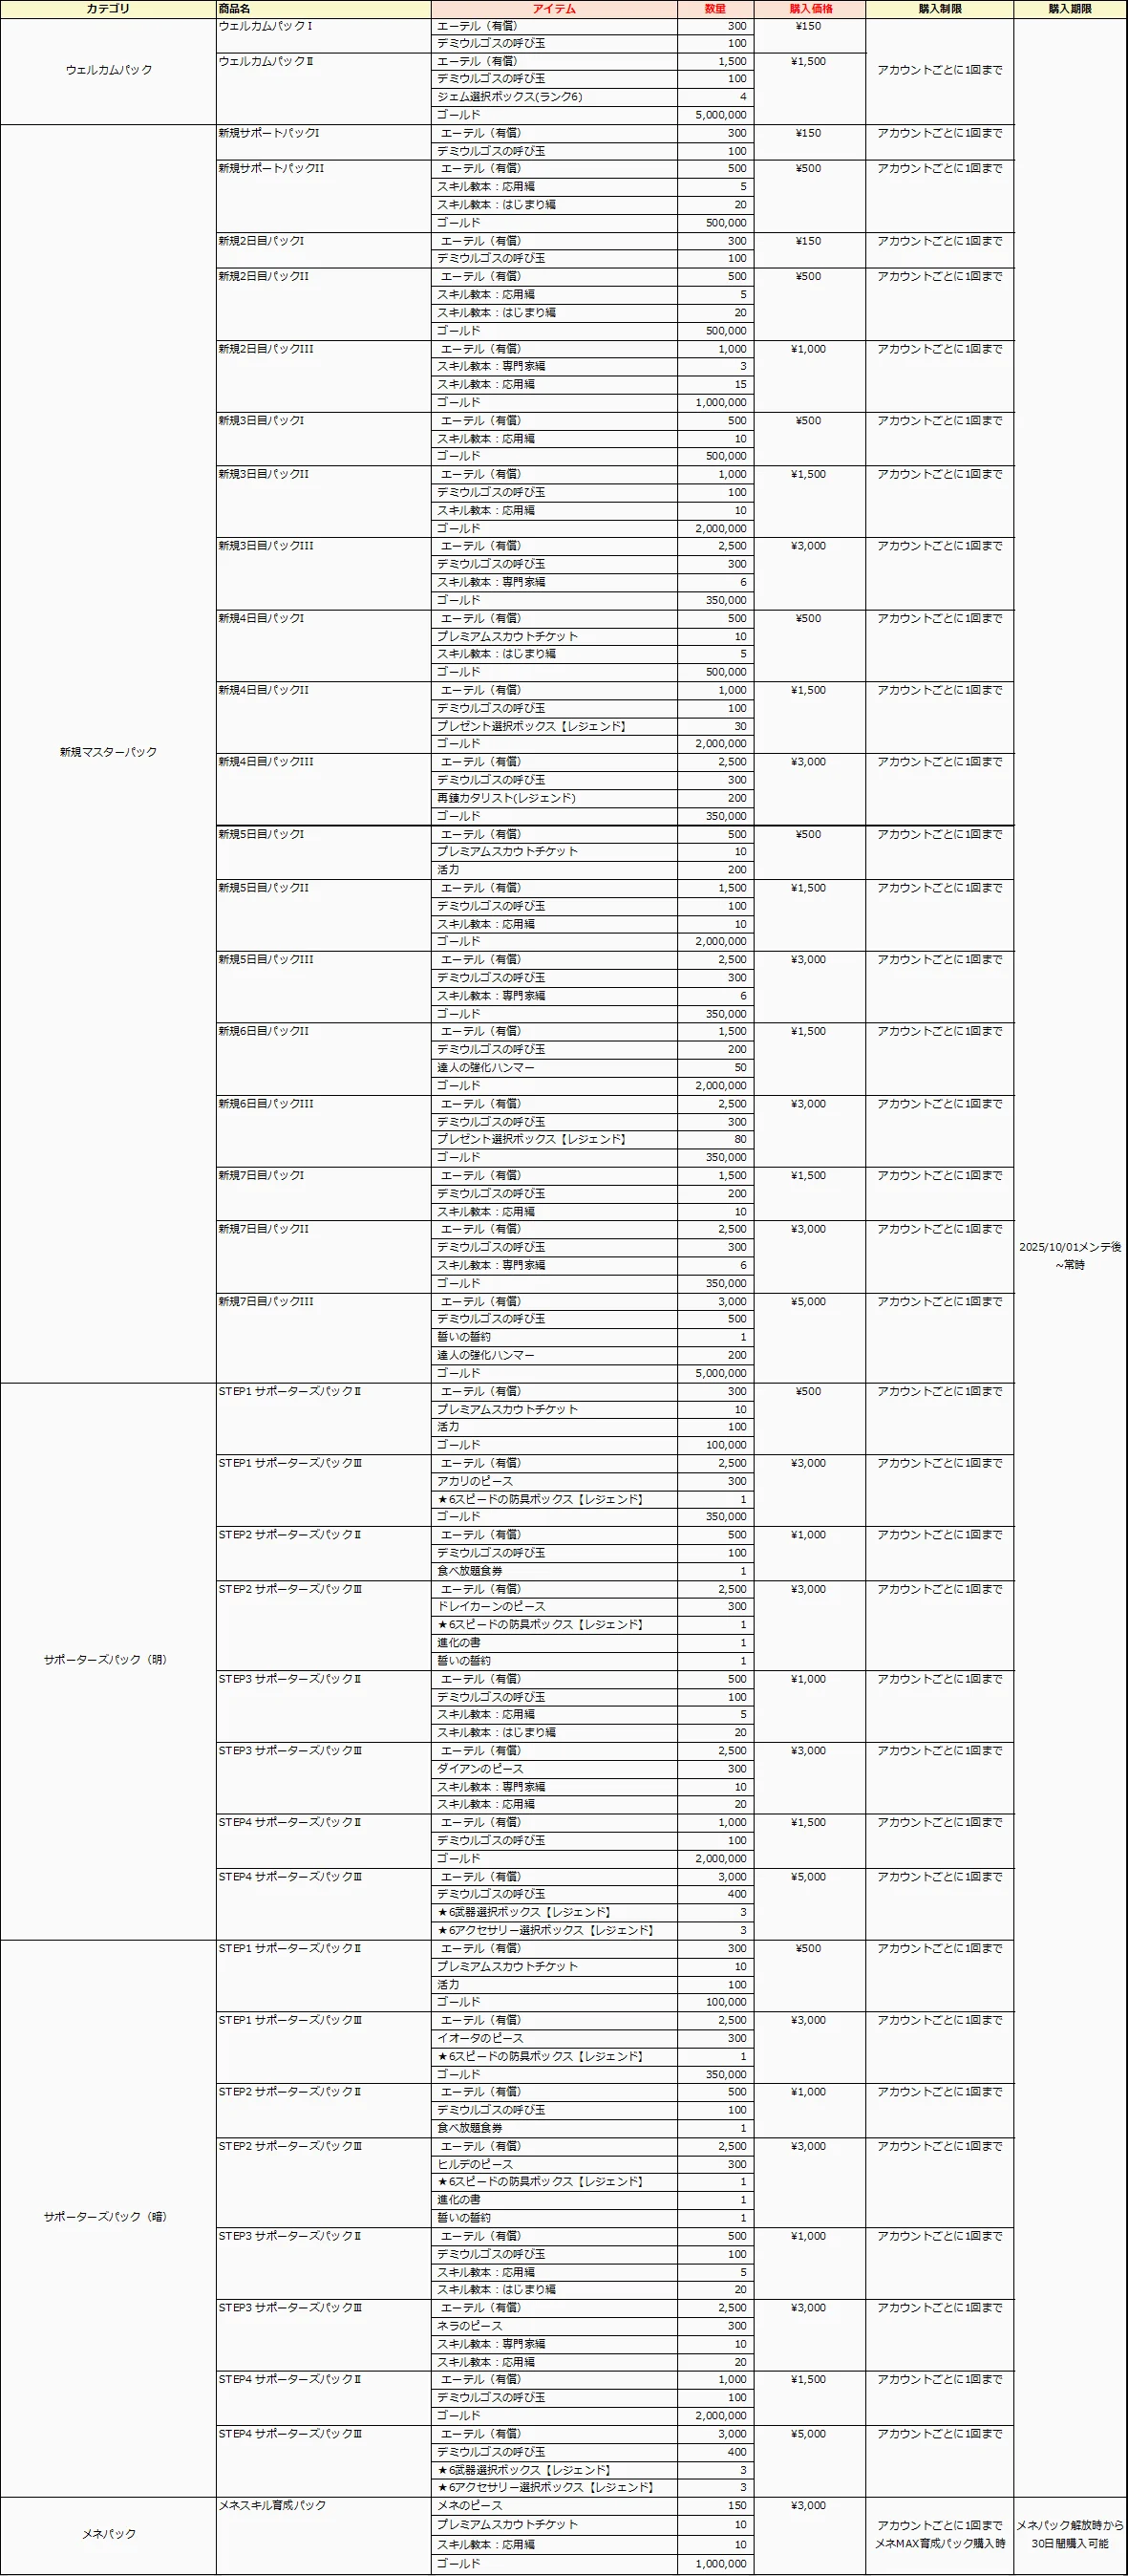 カテゴリ 商品名 アイテム 数量 購入価格 購入制限 購入期限
ウェルカムパック ウェルカムパックⅠ エーテル（有償） 300 ¥150 アカウントごとに1回まで
デミウルゴスの呼び玉 100
ウェルカムパックⅡ エーテル（有償） 1,500 ¥1,500
デミウルゴスの呼び玉 100
ジェム選択ボックス(ランク6) 4
ゴールド 5,000,000
新規マスターパック 新規サポートパックI エーテル（有償） 300 ¥150 アカウントごとに1回まで
デミウルゴスの呼び玉 100
新規サポートパックII エーテル（有償） 500 ¥500 アカウントごとに1回まで
スキル教本：応用編 5
スキル教本：はじまり編 20
ゴールド 500,000
新規2日目パックI エーテル（有償） 300 ¥150 アカウントごとに1回まで
デミウルゴスの呼び玉 100
新規2日目パックII エーテル（有償） 500 ¥500 アカウントごとに1回まで
スキル教本：応用編 5
スキル教本：はじまり編 20
ゴールド 500,000
新規2日目パックIII エーテル（有償） 1,000 ¥1,000 アカウントごとに1回まで
スキル教本：専門家編 3
スキル教本：応用編 15
ゴールド 1,000,000
新規3日目パックI エーテル（有償） 500 ¥500 アカウントごとに1回まで
スキル教本：応用編 10
ゴールド 500,000
新規3日目パックII エーテル（有償） 1,000 ¥1,500 アカウントごとに1回まで
デミウルゴスの呼び玉 100
スキル教本：応用編 10
ゴールド 2,000,000
新規3日目パックIII エーテル（有償） 2,500 ¥3,000 アカウントごとに1回まで
デミウルゴスの呼び玉 300
スキル教本：専門家編 6
ゴールド 350,000
新規4日目パックI エーテル（有償） 500 ¥500 アカウントごとに1回まで
プレミアムスカウトチケット 10
スキル教本：はじまり編 5
ゴールド 500,000
新規4日目パックII エーテル（有償） 1,000 ¥1,500 アカウントごとに1回まで
デミウルゴスの呼び玉 100
プレゼント選択ボックス【レジェンド】 30
ゴールド 2,000,000
新規4日目パックIII エーテル（有償） 2,500 ¥3,000 アカウントごとに1回まで
デミウルゴスの呼び玉 300
再錬カタリスト(レジェンド) 200
ゴールド 350,000
新規5日目パックI エーテル（有償） 500 ¥500 アカウントごとに1回まで
プレミアムスカウトチケット 10
活力 200
新規5日目パックII エーテル（有償） 1,500 ¥1,500 アカウントごとに1回まで
デミウルゴスの呼び玉 100
スキル教本：応用編 10
ゴールド 2,000,000
新規5日目パックIII エーテル（有償） 2,500 ¥3,000 アカウントごとに1回まで
デミウルゴスの呼び玉 300
スキル教本：専門家編 6
ゴールド 350,000
新規6日目パックII エーテル（有償） 1,500 ¥1,500 アカウントごとに1回まで
デミウルゴスの呼び玉 200
達人の強化ハンマー 50
ゴールド 2,000,000
新規6日目パックIII エーテル（有償） 2,500 ¥3,000 アカウントごとに1回まで
デミウルゴスの呼び玉 300
プレゼント選択ボックス【レジェンド】 80
ゴールド 350,000
新規7日目パックI エーテル（有償） 1,500 ¥1,500 アカウントごとに1回まで
デミウルゴスの呼び玉 200
スキル教本：応用編 10
新規7日目パックII エーテル（有償） 2,500 ¥3,000 アカウントごとに1回まで
デミウルゴスの呼び玉 300 2025/10/01メンテ後
スキル教本：専門家編 6 ~常時
ゴールド 350,000
新規7日目パックIII エーテル（有償） 3,000 ¥5,000 アカウントごとに1回まで
デミウルゴスの呼び玉 500
誓いの誓約 1
達人の強化ハンマー 200
ゴールド 5,000,000
サポーターズパック（明） STEP1 サポーターズパックⅡ エーテル（有償） 300 ¥500 アカウントごとに1回まで
プレミアムスカウトチケット 10
活力 100
ゴールド 100,000
STEP1 サポーターズパックⅢ エーテル（有償） 2,500 ¥3,000 アカウントごとに1回まで
アカリのピース 300
★6スピードの防具ボックス【レジェンド】 1
ゴールド 350,000
STEP2 サポーターズパックⅡ エーテル（有償） 500 ¥1,000 アカウントごとに1回まで
デミウルゴスの呼び玉 100
食べ放題食券 1
STEP2 サポーターズパックⅢ エーテル（有償） 2,500 ¥3,000 アカウントごとに1回まで
ドレイカーンのピース 300
★6スピードの防具ボックス【レジェンド】 1
進化の書 1
誓いの誓約 1
STEP3 サポーターズパックⅡ エーテル（有償） 500 ¥1,000 アカウントごとに1回まで
デミウルゴスの呼び玉 100
スキル教本：応用編 5
スキル教本：はじまり編 20
STEP3 サポーターズパックⅢ エーテル（有償） 2,500 ¥3,000 アカウントごとに1回まで
ダイアンのピース 300
スキル教本：専門家編 10
スキル教本：応用編 20
STEP4 サポーターズパックⅡ エーテル（有償） 1,000 ¥1,500 アカウントごとに1回まで
デミウルゴスの呼び玉 100
ゴールド 2,000,000
STEP4 サポーターズパックⅢ エーテル（有償） 3,000 ¥5,000 アカウントごとに1回まで
デミウルゴスの呼び玉 400
★6武器選択ボックス【レジェンド】 3
★6アクセサリー選択ボックス【レジェンド】 3
サポーターズパック（暗） STEP1 サポーターズパックⅡ エーテル（有償） 300 ¥500 アカウントごとに1回まで
プレミアムスカウトチケット 10
活力 100
ゴールド 100,000
STEP1 サポーターズパックⅢ エーテル（有償） 2,500 ¥3,000 アカウントごとに1回まで
イオータのピース 300
★6スピードの防具ボックス【レジェンド】 1
ゴールド 350,000
STEP2 サポーターズパックⅡ エーテル（有償） 500 ¥1,000 アカウントごとに1回まで
デミウルゴスの呼び玉 100
食べ放題食券 1
STEP2 サポーターズパックⅢ エーテル（有償） 2,500 ¥3,000 アカウントごとに1回まで
ヒルデのピース 300
★6スピードの防具ボックス【レジェンド】 1
進化の書 1
誓いの誓約 1
STEP3 サポーターズパックⅡ エーテル（有償） 500 ¥1,000 アカウントごとに1回まで
デミウルゴスの呼び玉 100
スキル教本：応用編 5
スキル教本：はじまり編 20
STEP3 サポーターズパックⅢ エーテル（有償） 2,500 ¥3,000 アカウントごとに1回まで
ネラのピース 300
スキル教本：専門家編 10
スキル教本：応用編 20
STEP4 サポーターズパックⅡ エーテル（有償） 1,000 ¥1,500 アカウントごとに1回まで
デミウルゴスの呼び玉 100
ゴールド 2,000,000
STEP4 サポーターズパックⅢ エーテル（有償） 3,000 ¥5,000 アカウントごとに1回まで
デミウルゴスの呼び玉 400
★6武器選択ボックス【レジェンド】 3
★6アクセサリー選択ボックス【レジェンド】 3
メネパック メネスキル育成パック メネのピース 150 ¥3,000
プレミアムスカウトチケット 10 アカウントごとに1回まで メネパック解放時から
スキル教本：応用編 10 メネMAX育成パック購入時 30日間購入可能
ゴールド 1,000,000